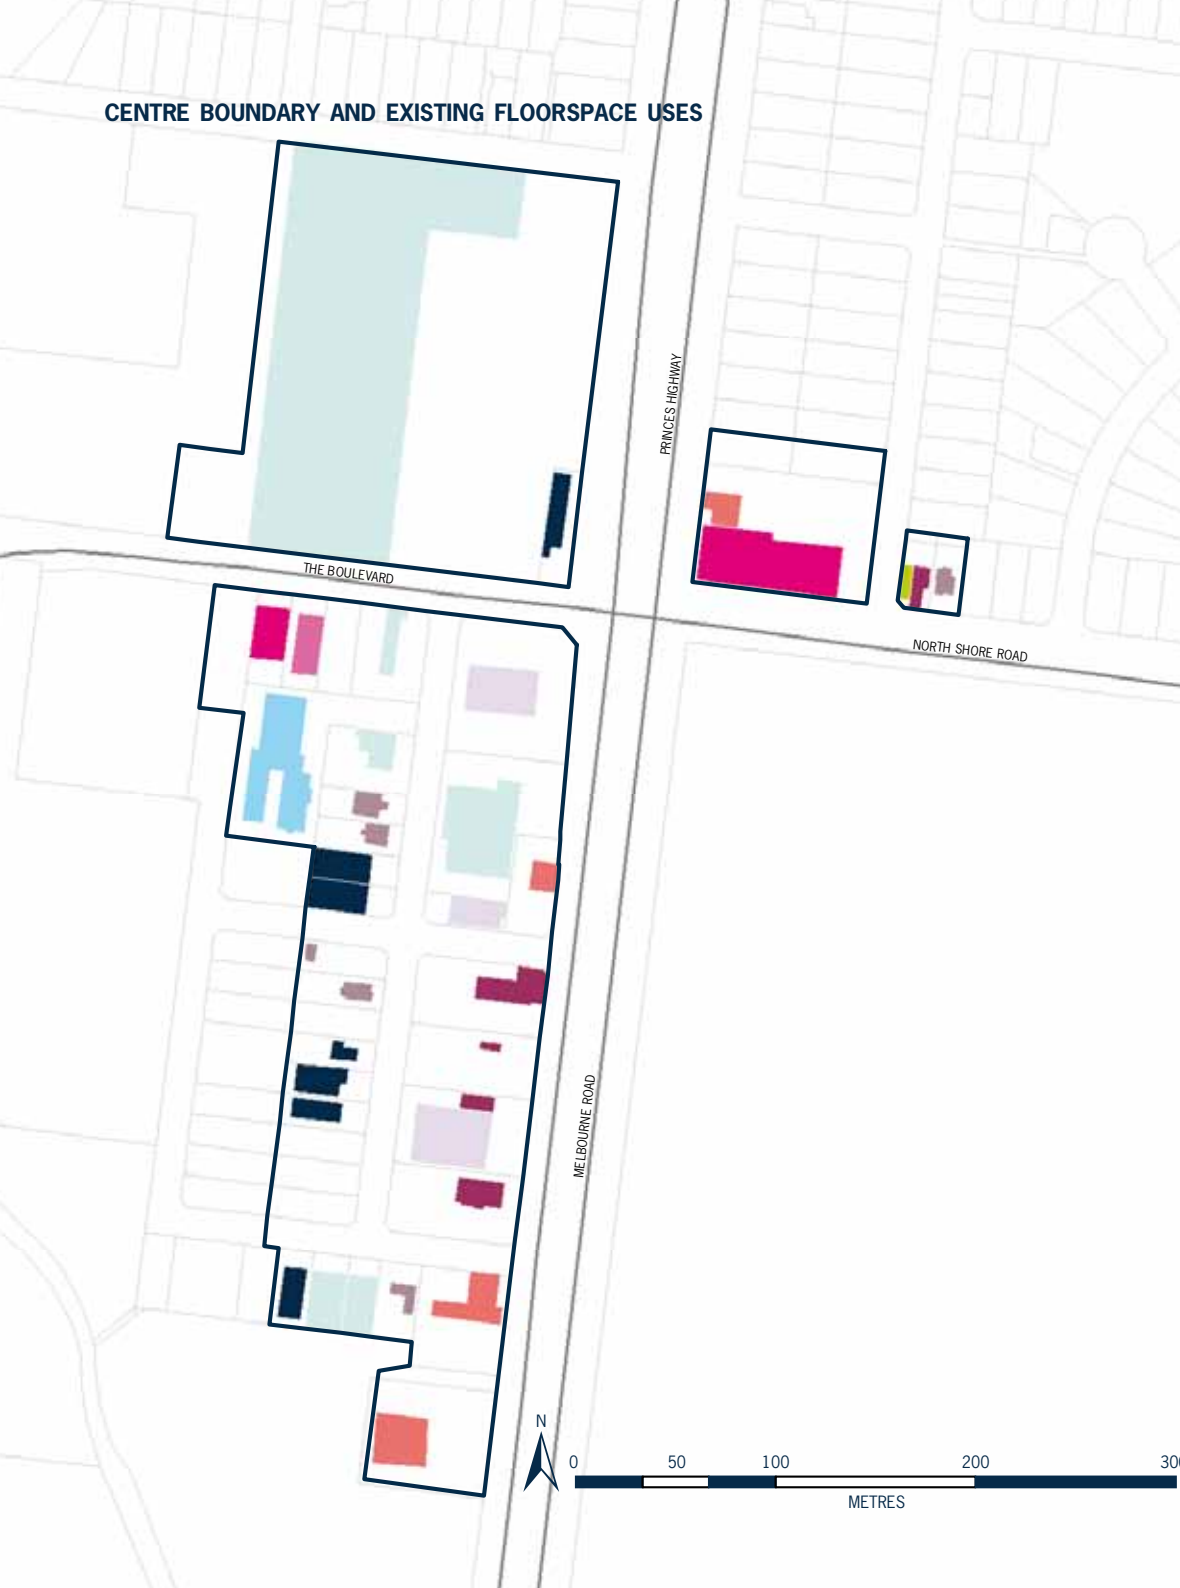 CENTRE BOUNDARY AND EXISTING FLOORSPACE USES
PRINCES HIGHWAY
THE BOULEVARD
NORTH SHORE ROAD
MELBOURNE ROAD
N
0 50 100 200 30
METRES